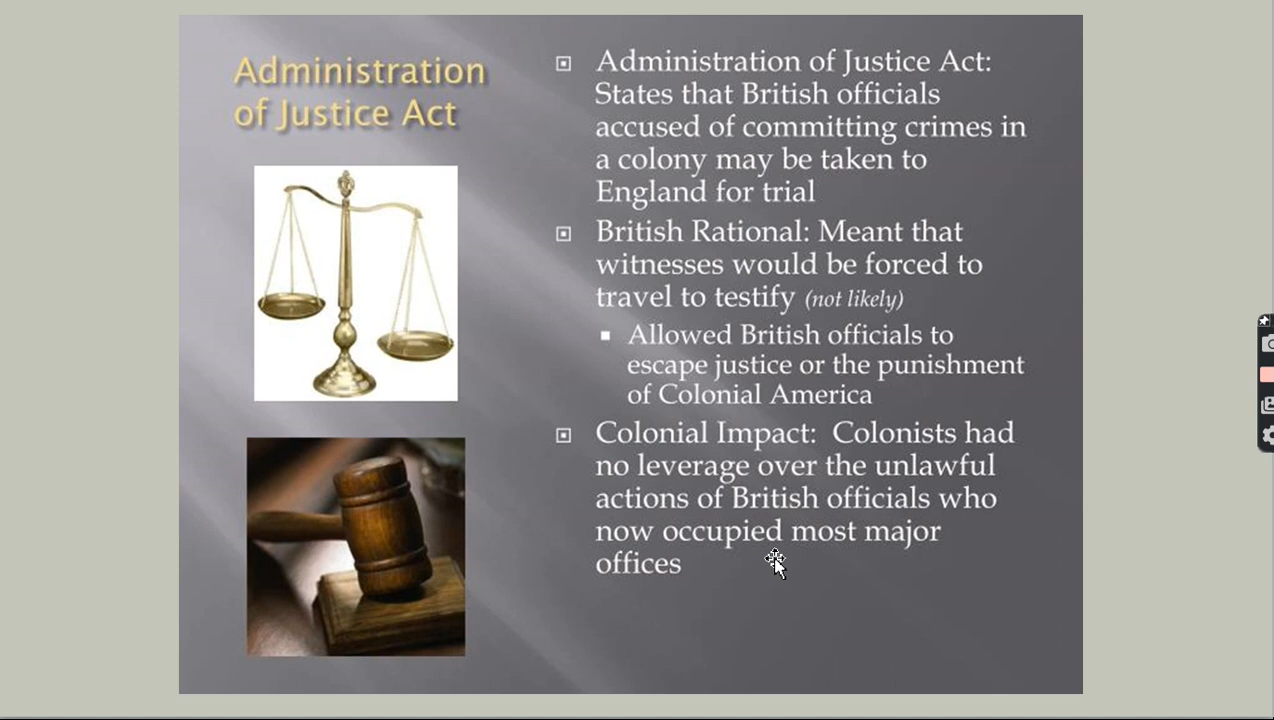 Administration
of Justice Act
Administration of Justice Act:
States that British officials
accused of committing crimes in
a colony may be taken to
England for trial
British Rational: Meant that
witnesses would be forced to
travel to testify (not likely)
Allowed British officials to
escape justice or the punishment
of Colonial America
Colonial Impact:  Colonists had
no leverage over the unlawful
actions of British officials who
now occupied most major
offices